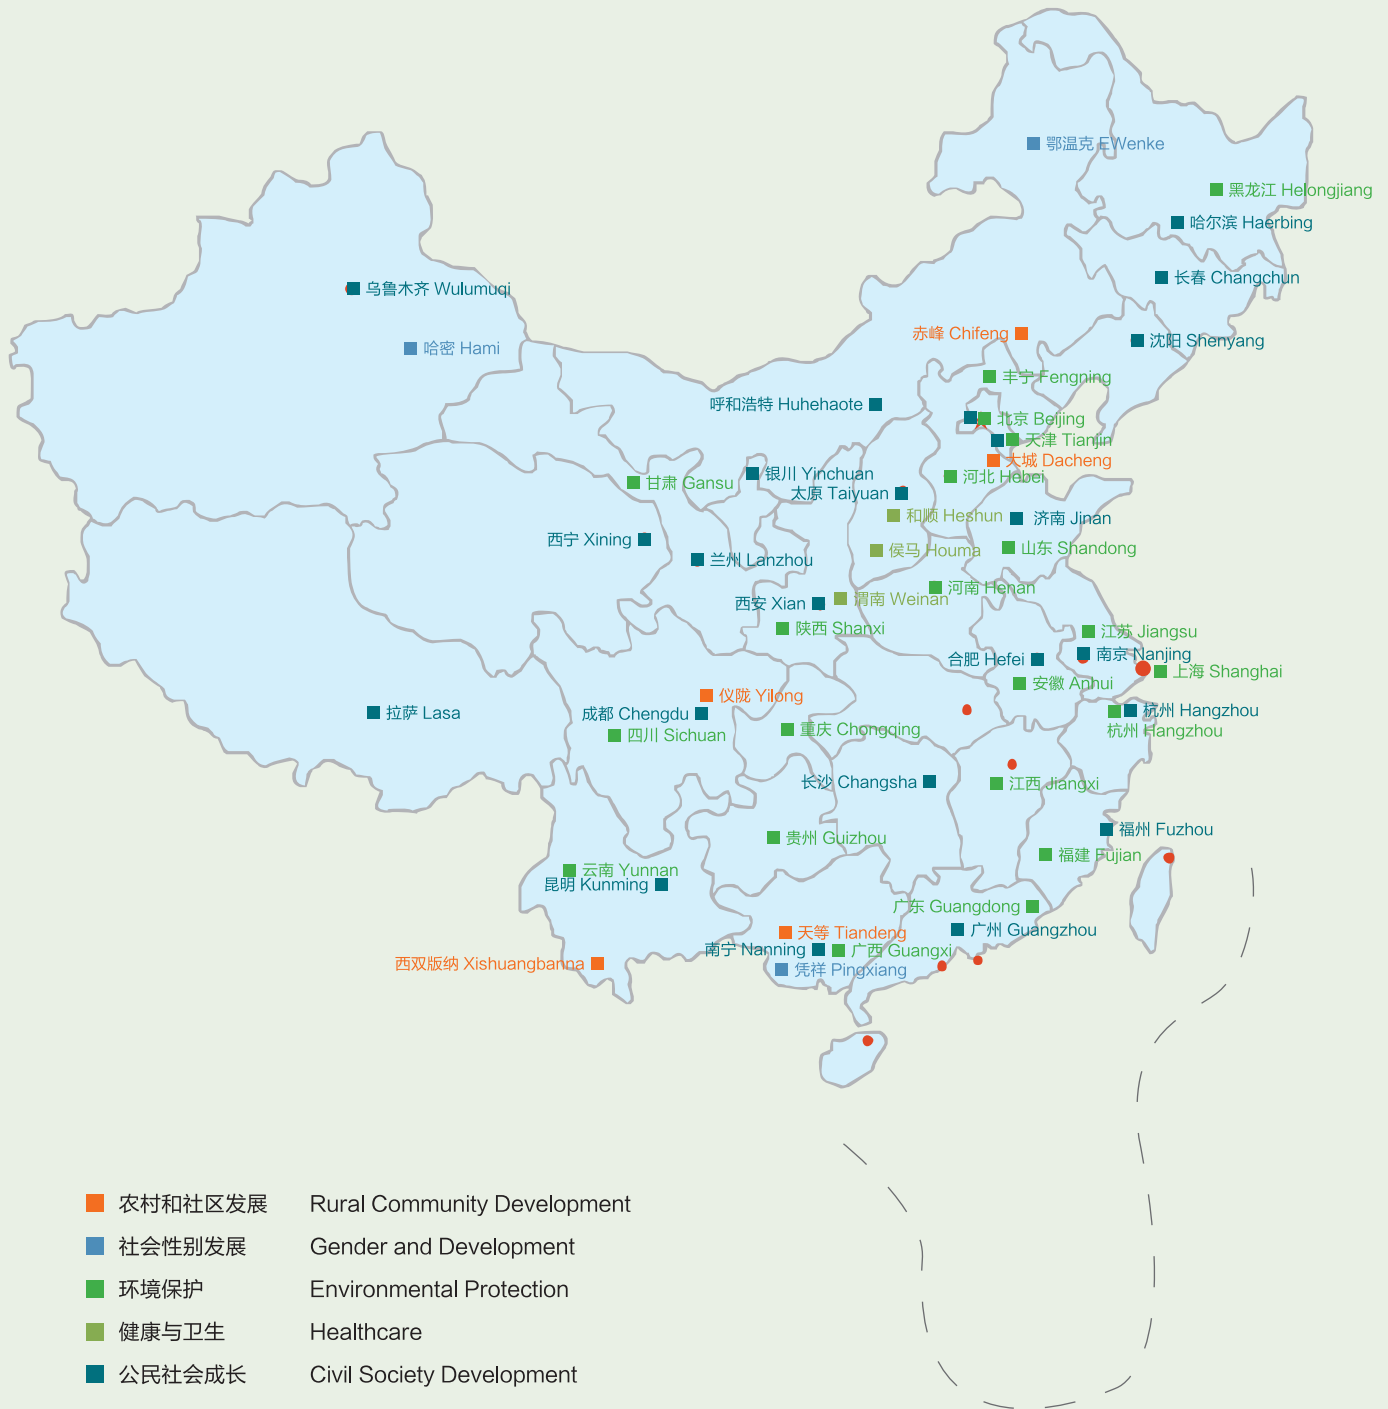 鄂温克 EWenke
黑龙江 Helongjiang
哈尔滨 Haerbing
长春 Changchun
乌鲁木齐 Wulumuqi
赤峰 Chifeng
沈阳 Shenyang
哈密 Hami
丰宁 Fengning
呼和浩特 Huhehaote
北京 Beijing
天津 Tianjin
大城 Dacheng
银川 Yinchuan
河北 Hebei
甘肃 Gansu
太原 Taiyuan
和顺 Heshun
济南 Jinan
西宁 Xining
山东 Shandong
侯马 Houma
兰州 Lanzhou
河南 Henan
渭南 Weinan
西安 Xian
陕西 Shanxi
江苏 Jiangsu
南京 Nanjing
合肥 Hefei
上海 Shanghai
安徽 Anhui
仪陇 Yilong
拉萨 Lasa
成都 Chengdu
杭州 Hangzhou
重庆 Chongqing
杭州 Hangzhou
四川 Sichuan
长沙 Changsha
江西 Jiangxi
福州 Fuzhou
贵州 Guizhou
福建 Fujian
云南 Yunnan
昆明 Kunming
广东 Guangdong
广州 Guangzhou
天等 Tiandeng
南宁 Nanning
广西 Guangxi
西双版纳 Xishuangbanna
凭祥 Pingxiang
农村和社区发展 Rural Community Development
社会性别发展 Gender and Development
环境保护 Environmental Protection
健康与卫生 Healthcare
公民社会成长 Civil Society Development